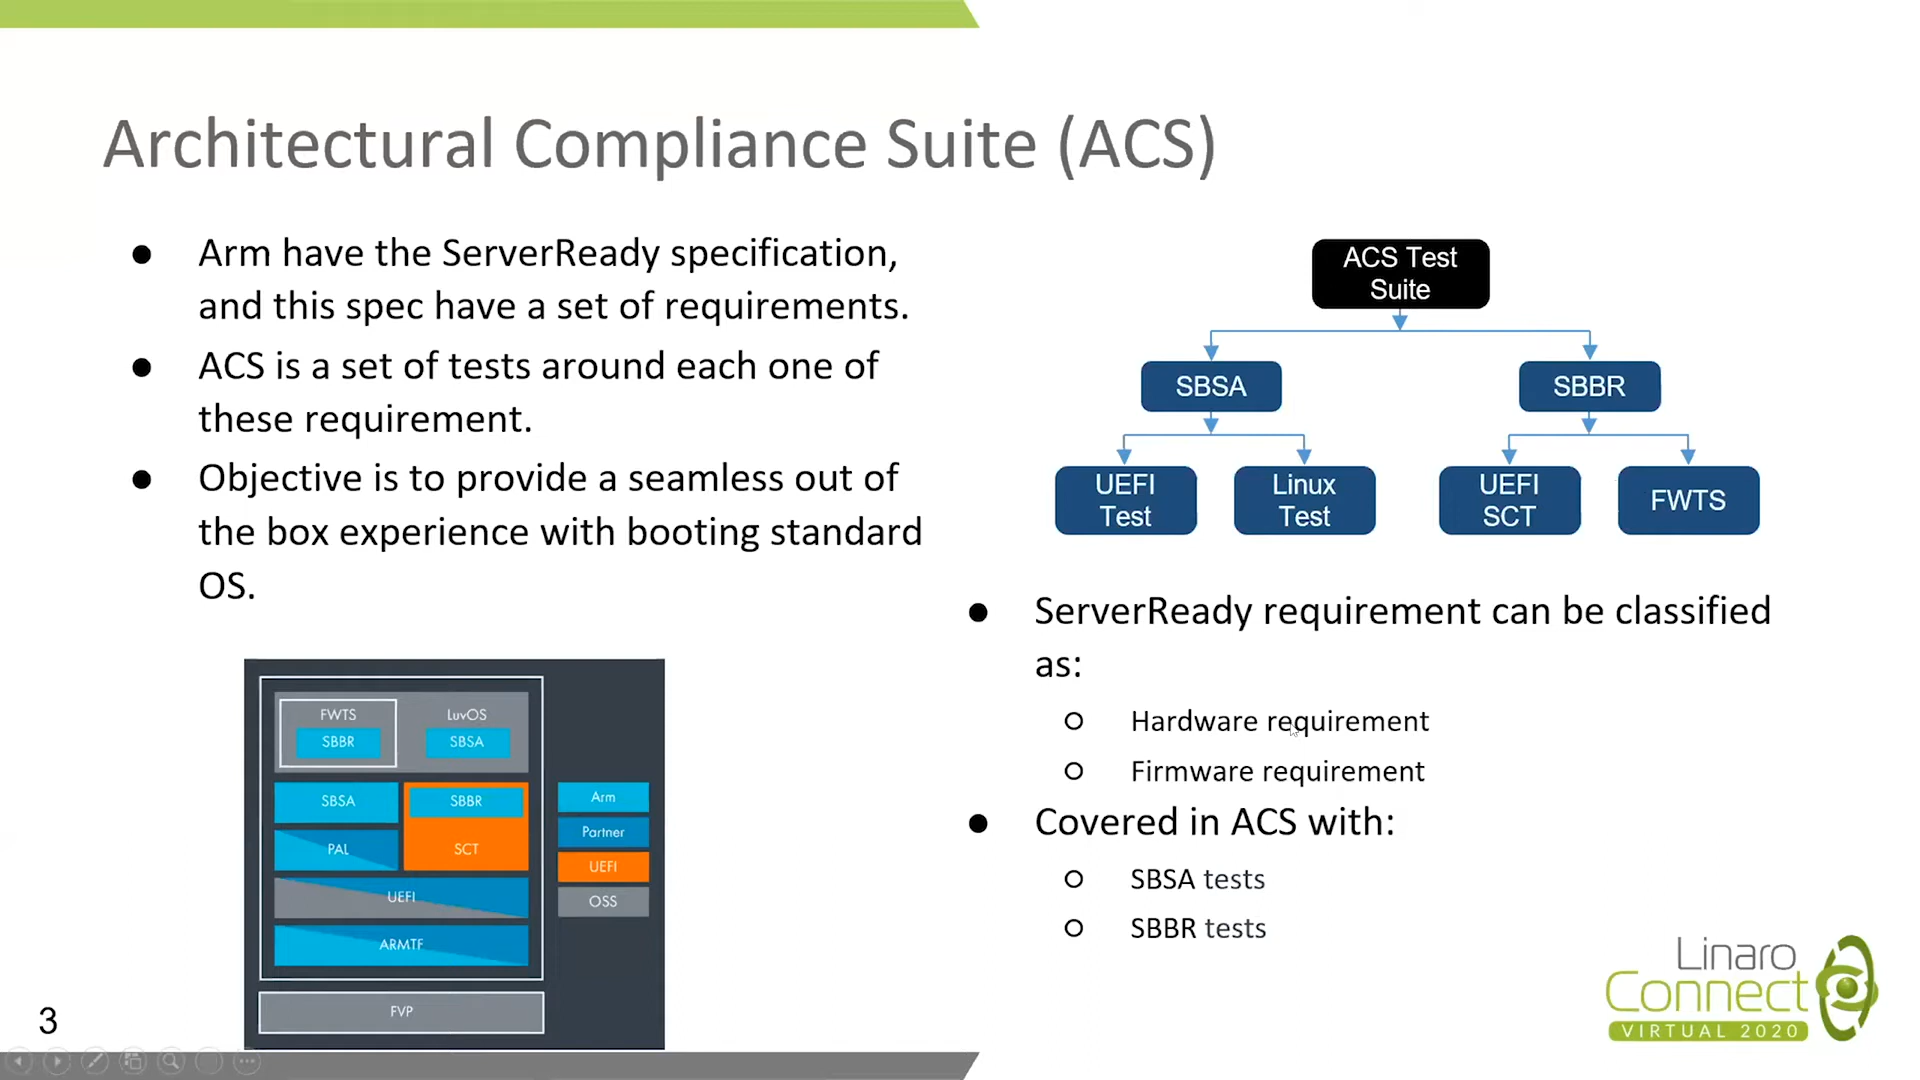 Architectural Compliance Suite (ACS)
● Arm have the ServerReady specification,
and this spec have a set of requirements.
● ACS is a set of tests around each one of
these requirement.
● Objective is to provide a seamless out of
the box experience with booting standard
OS.
ACS Test
Suite
SBSA
SBBR
UEFI
Test
Linux
Test
UEFI
SCT
FWTS
● ServerReady requirement can be classified
as:
○ Hardware requirement
○ Firmware requirement
● Covered in ACS with:
○ SBSA tests
○ SBBR tests
FWTS
SBBR
LuvOS
SBSA
SBSA
SBBR
PAL
SCT
UEFI
ARMTF
FVP
Arm
Partner
UEFI
OSS
3
Linaro
Connect
VIRTUAL 2020